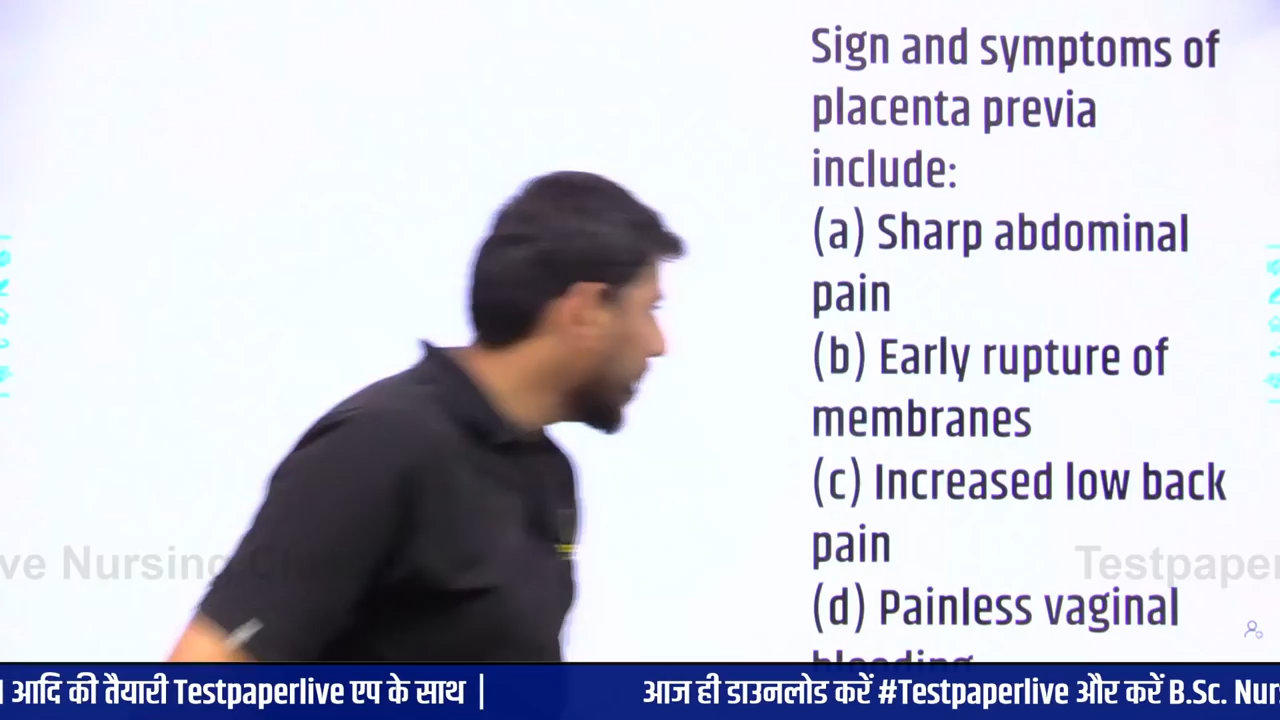 Sign and symptoms of
placenta previa
include:
(a) Sharp abdominal
pain
(b) Early rupture of
membranes
(c) Increased low back
pain
(d) Painless vaginal
bleeding
ve Nursing
Testpaper
आदि की तैयारी Testpaperlive एप के साथ |
आज ही डाउनलोड करें #Testpaperlive और करें B.Sc. Nur